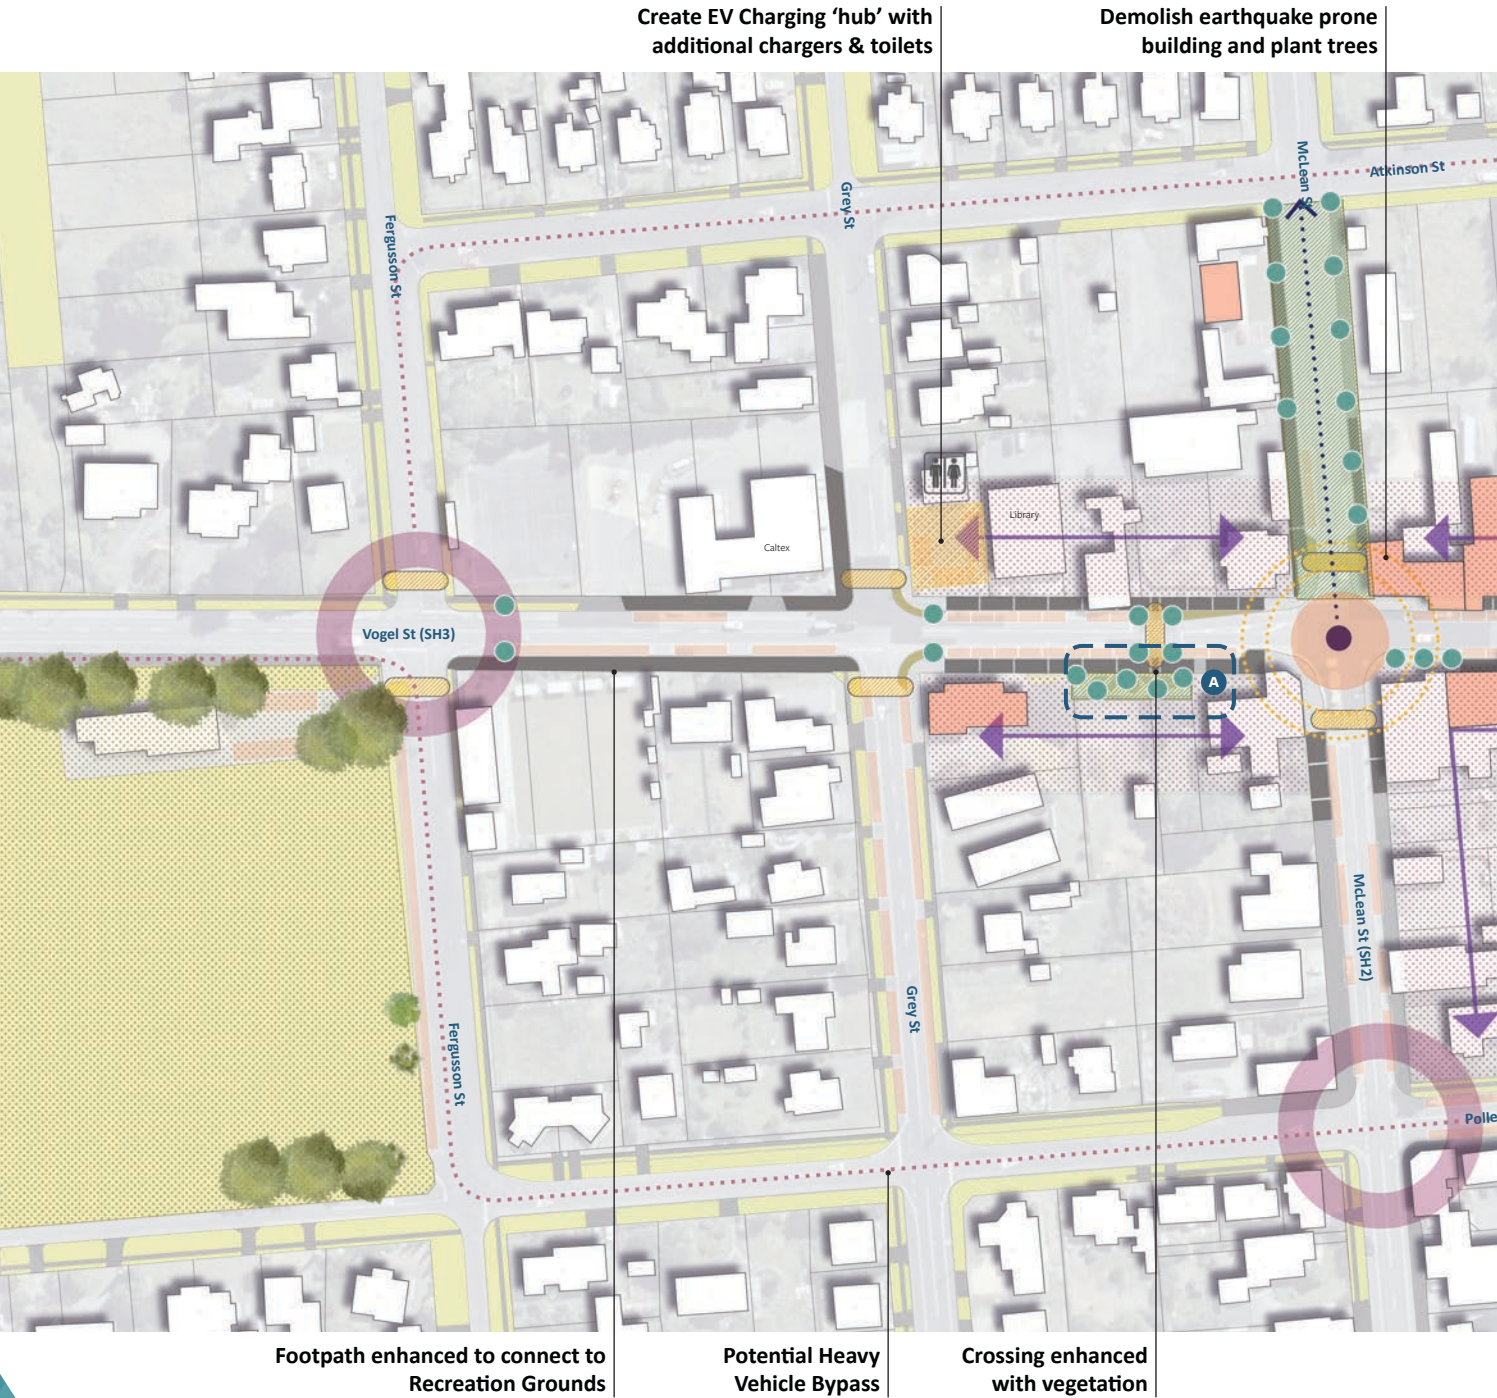 Create EV Charging ‘hub’ with
additional chargers & toilets
Demolish earthquake prone
building and plant trees
McLean St
Atkinson St
Grey St
Fergusson St
Library
Caltex
Vogel St (SH3)
A
McLean St (SH2)
Grey St
Fergusson St
Polle
Footpath enhanced to connect to
Recreation Grounds
Potential Heavy
Vehicle Bypass
Crossing enhanced
with vegetation